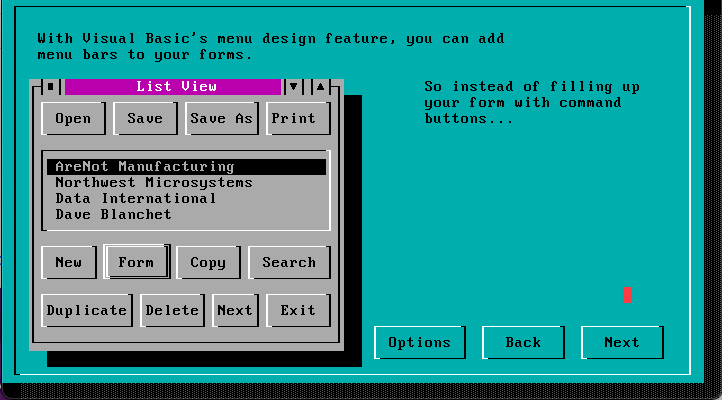 With Visual Basic's menu design feature, you can add
menu bars to your forms.
List View
So instead of filling up
your form with command
buttons...
Open Save Save As Print
AreNot Manufacturing
Northwest Microsystems
Data International
Dave Blanchet
New Form Copy Search
Duplicate Delete Next Exit
Options Back Next